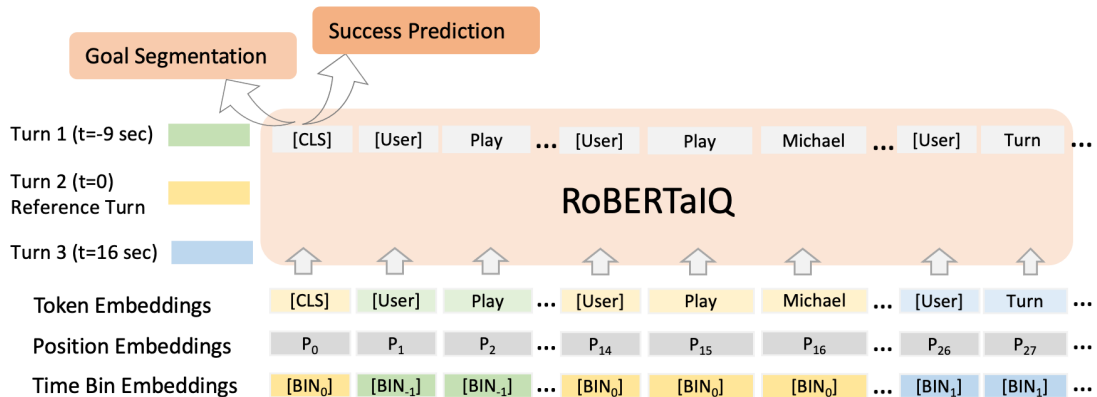 Success Prediction
Goal Segmentation
Turn 1 (t=-9 sec)
[CLS] [User] Play ... [User] Play Michael ... [User] Turn ...
Turn 2 (t=0)
Reference Turn
RoBERTaIQ
Turn 3 (t=16 sec)
Token Embeddings [CLS] [User] Play ... [User] Play Michael ... [User] Turn ...
Position Embeddings P₀ P₁ P₂ ... P₁₄ P₁₅ P₁₆ ... P₂₆ P₂₇ ...
Time Bin Embeddings [BIN₀] [BIN₋₁] [BIN₋₁] ... [BIN₀] [BIN₀] [BIN₀] ... [BIN₁] [BIN₁] ...